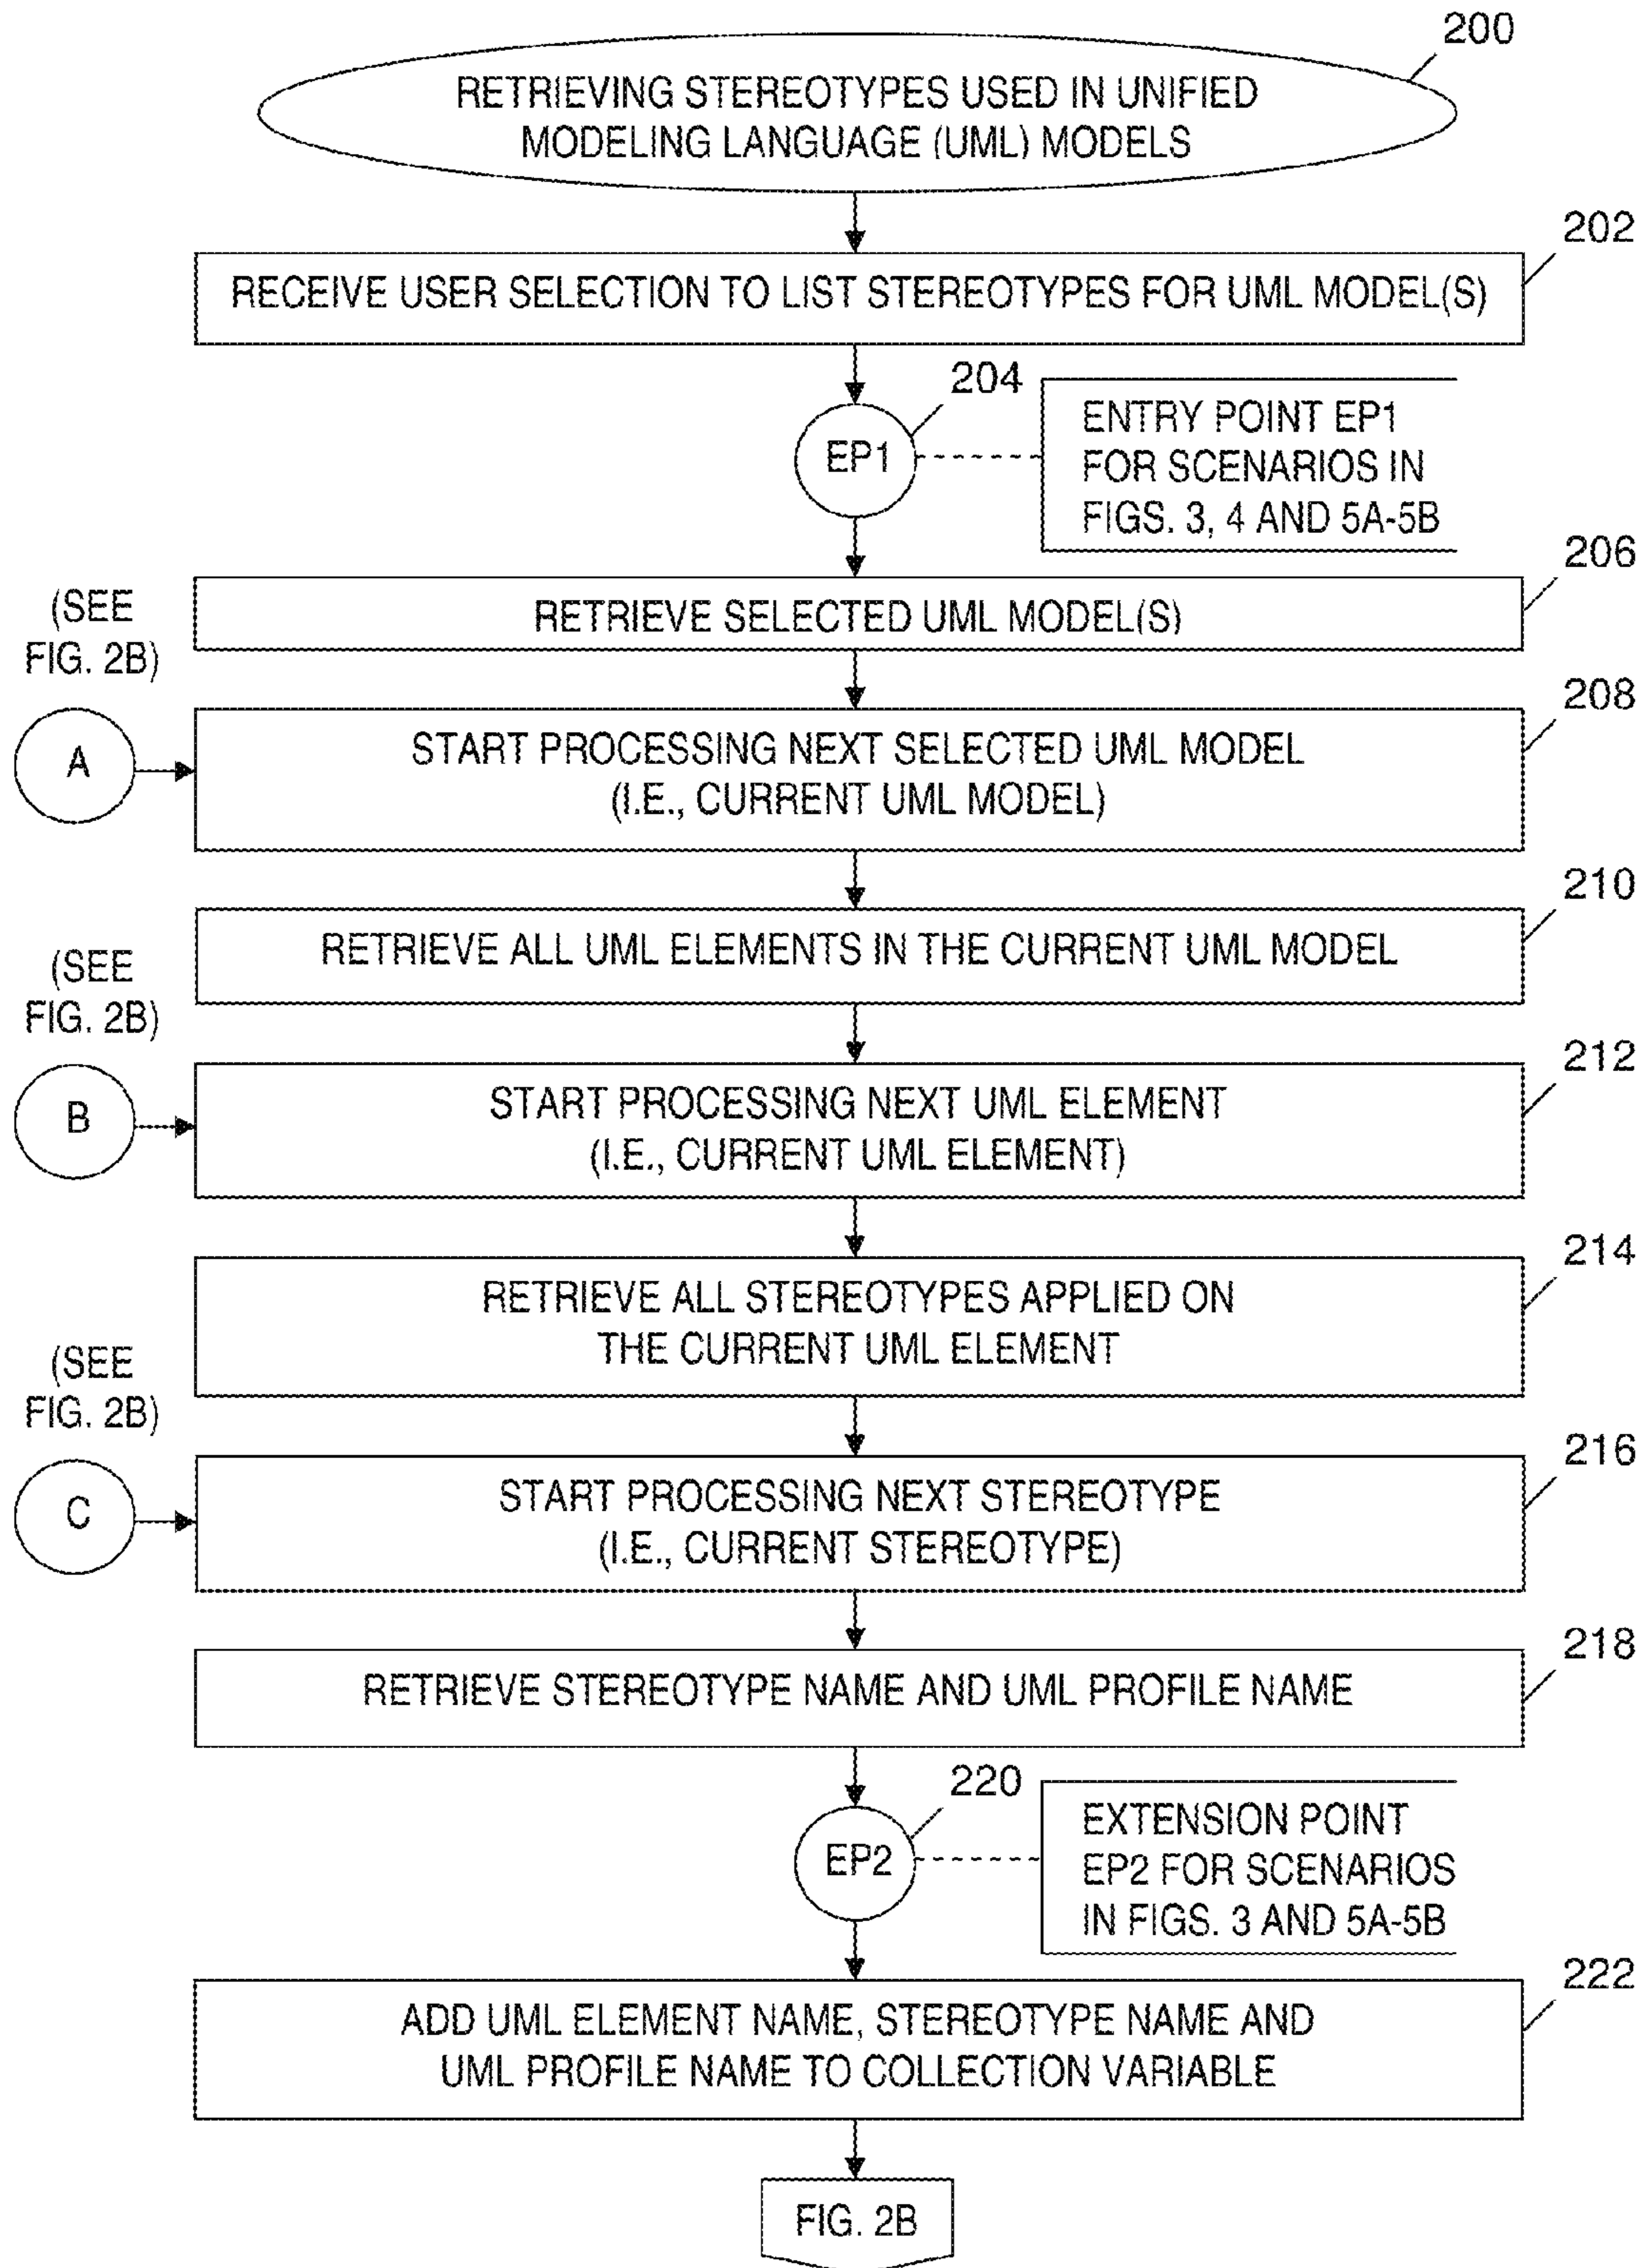 200
RETRIEVING STEREOTYPES USED IN UNIFIED
MODELING LANGUAGE (UML) MODELS
202
RECEIVE USER SELECTION TO LIST STEREOTYPES FOR UML MODEL(S)
204
EP1
ENTRY POINT EP1
FOR SCENARIOS IN
FIGS. 3, 4 AND 5A-5B
206
RETRIEVE SELECTED UML MODEL(S)
(SEE
FIG. 2B)
208
A
START PROCESSING NEXT SELECTED UML MODEL
(I.E., CURRENT UML MODEL)
210
RETRIEVE ALL UML ELEMENTS IN THE CURRENT UML MODEL
(SEE
FIG. 2B)
212
B
START PROCESSING NEXT UML ELEMENT
(I.E., CURRENT UML ELEMENT)
214
RETRIEVE ALL STEREOTYPES APPLIED ON
THE CURRENT UML ELEMENT
(SEE
FIG. 2B)
216
C
START PROCESSING NEXT STEREOTYPE
(I.E., CURRENT STEREOTYPE)
218
RETRIEVE STEREOTYPE NAME AND UML PROFILE NAME
220
EP2
EXTENSION POINT
EP2 FOR SCENARIOS
IN FIGS. 3 AND 5A-5B
222
ADD UML ELEMENT NAME, STEREOTYPE NAME AND
UML PROFILE NAME TO COLLECTION VARIABLE
FIG. 2B